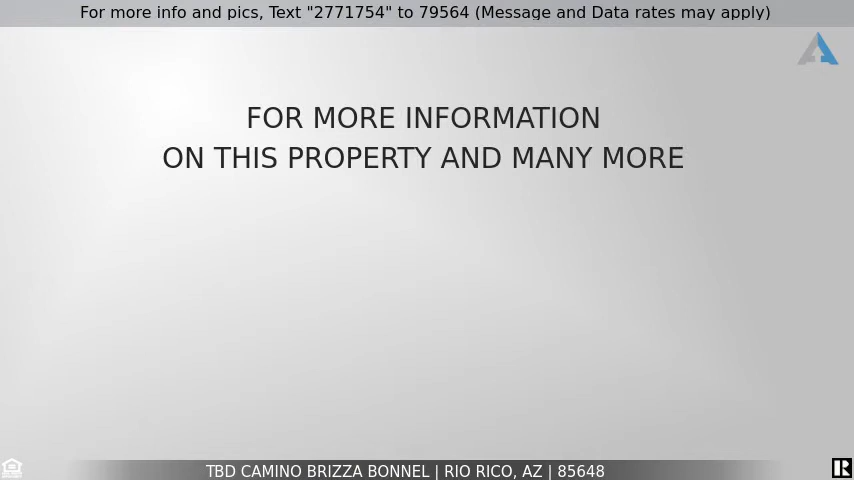 For more info and pics, Text "2771754" to 79564 (Message and Data rates may apply)
FOR MORE INFORMATION
ON THIS PROPERTY AND MANY MORE
TBD CAMINO BRIZZA BONNEL | RIO RICO, AZ | 85648